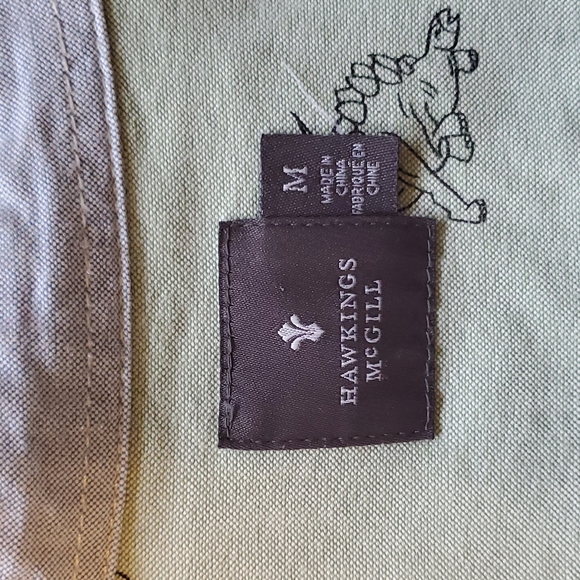 M
MADE IN
CHINA
FABRIQUÉ EN
CHINE
HAWKINGS
McGILL